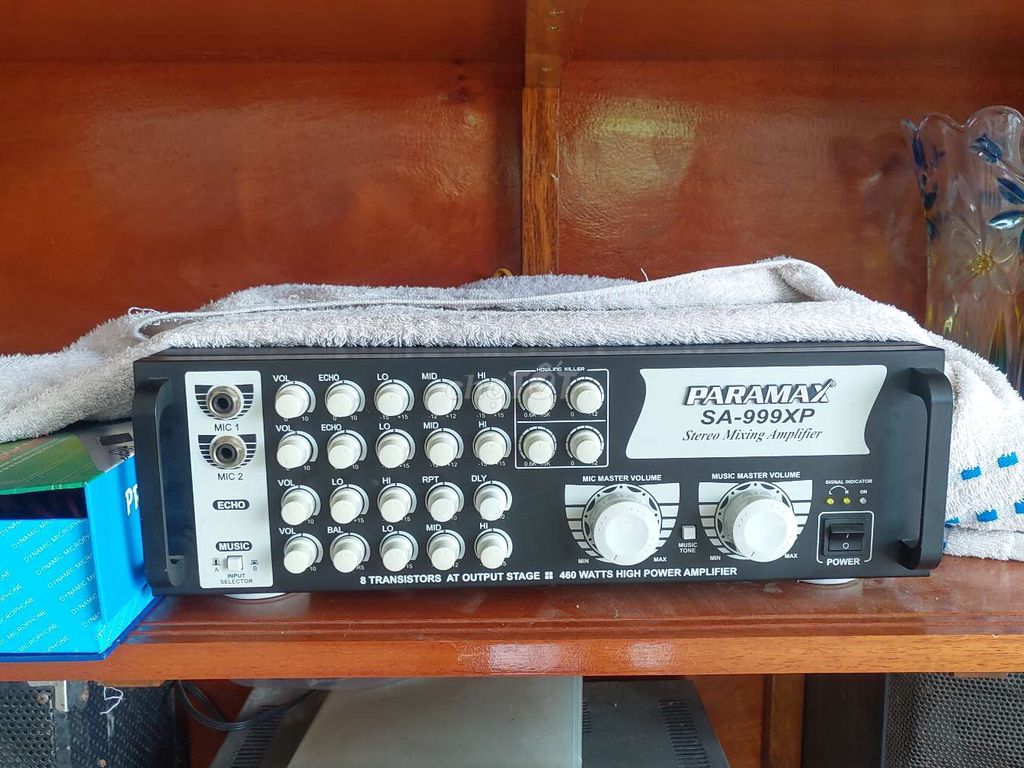 PARAMAX
SA-999XP
Stereo Mixing Amplifier
HOWLING KILLER
VOL ECHO LO MID HI
MIC 1
VOL ECHO LO MID HI
MIC 2
VOL LO HI RPT DLY
ECHO
VOL BAL LO MID HI
MUSIC
A B
INPUT
SELECTOR
MIC MASTER VOLUME
MIN MAX
MUSIC
TONE
MUSIC MASTER VOLUME
MIN MAX
SIGNAL INDICATOR
R ON
POWER
8 TRANSISTORS AT OUTPUT STAGE 460 WATTS HIGH POWER AMPLIFIER
DYNAMIC MICROPHONE